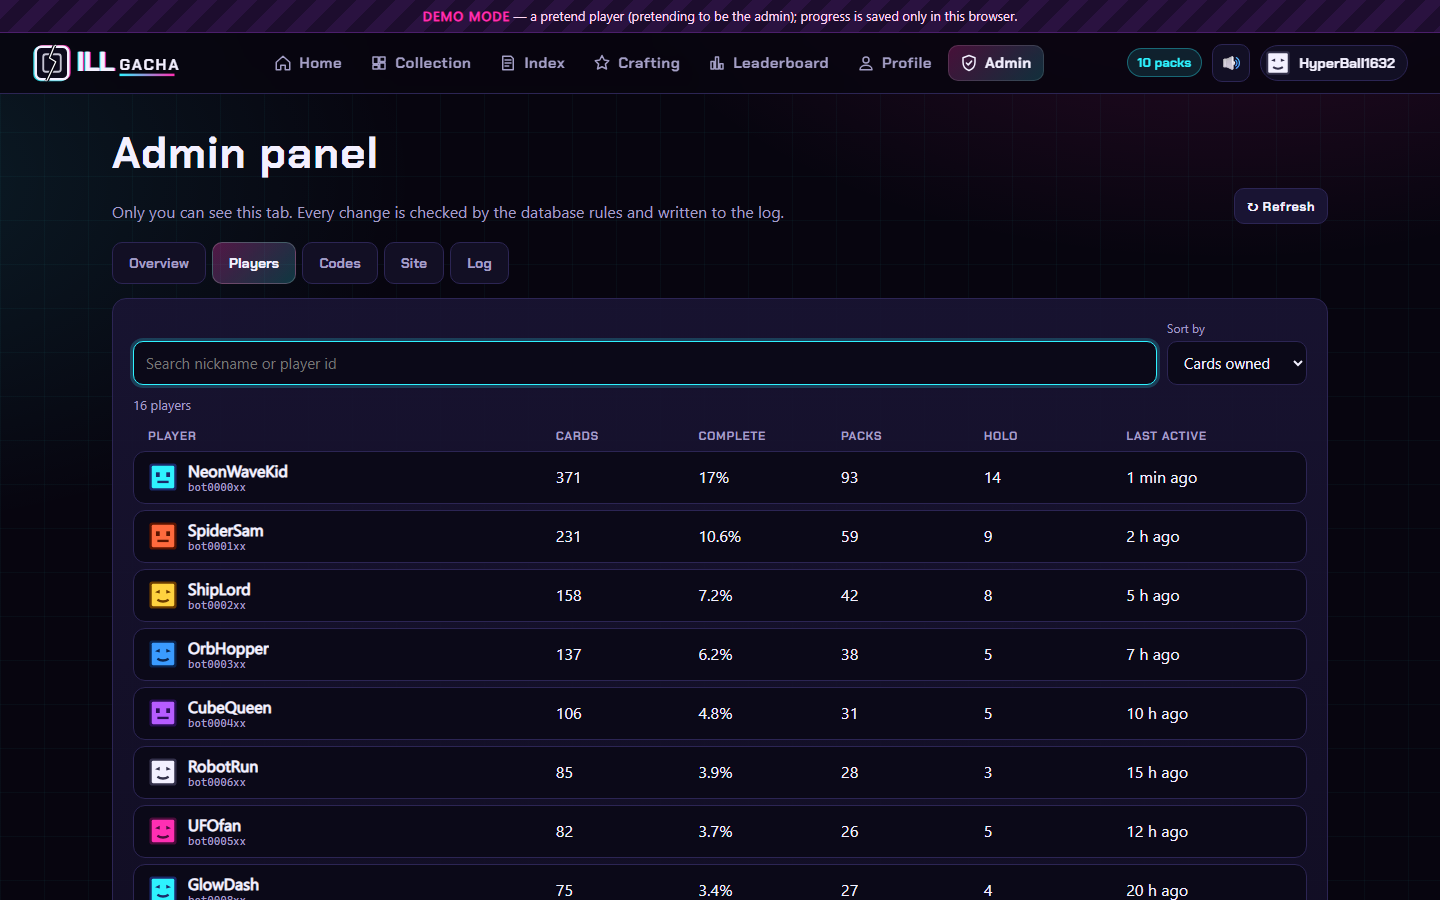 DEMO MODE — a pretend player (pretending to be the admin); progress is saved only in this browser.
ILL GACHA
Home
Collection
Index
Crafting
Leaderboard
Profile
Admin
10 packs
HyperBall1632
Admin panel
Only you can see this tab. Every change is checked by the database rules and written to the log.
↻ Refresh
Overview
Players
Codes
Site
Log
Sort by
Search nickname or player id
Cards owned
16 players
PLAYER CARDS COMPLETE PACKS HOLO LAST ACTIVE
NeonWaveKid 371 17% 93 14 1 min ago
bot0000xx
SpiderSam 231 10.6% 59 9 2 h ago
bot0001xx
ShipLord 158 7.2% 42 8 5 h ago
bot0002xx
OrbHopper 137 6.2% 38 5 7 h ago
bot0003xx
CubeQueen 106 4.8% 31 5 10 h ago
bot0004xx
RobotRun 85 3.9% 28 3 15 h ago
bot0006xx
UFOfan 82 3.7% 26 5 12 h ago
bot0005xx
GlowDash 75 3.4% 27 4 20 h ago